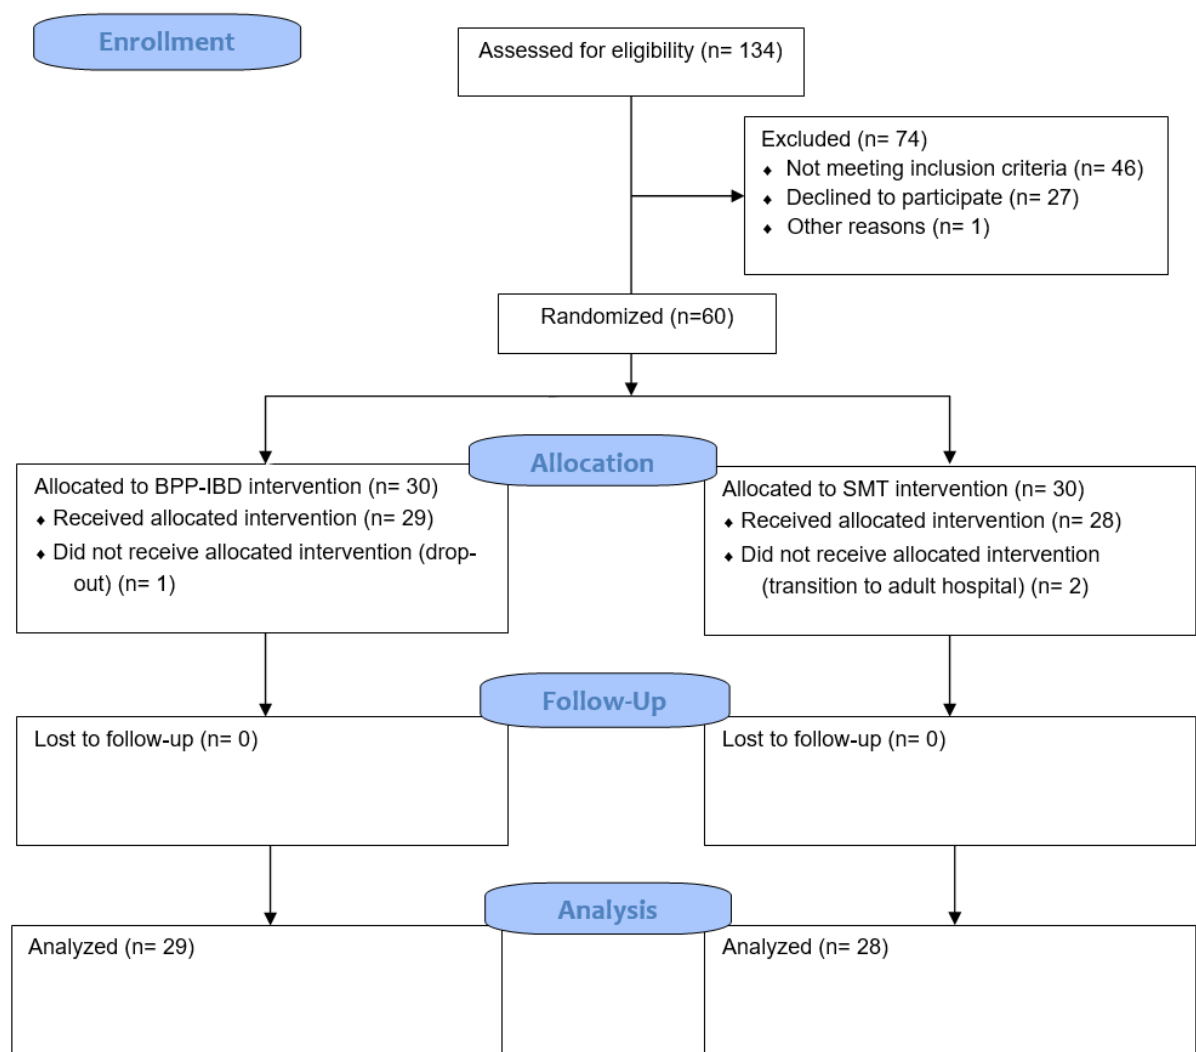 Enrollment
Assessed for eligibility (n= 134)
Excluded (n= 74)
⬧ Not meeting inclusion criteria (n= 46)
⬧ Declined to participate (n= 27)
⬧ Other reasons (n= 1)
Randomized (n=60)
Allocation
Allocated to BPP-IBD intervention (n= 30)
⬧ Received allocated intervention (n= 29)
⬧ Did not receive allocated intervention (drop-
out) (n= 1)
Allocated to SMT intervention (n= 30)
⬧ Received allocated intervention (n= 28)
⬧ Did not receive allocated intervention
(transition to adult hospital) (n= 2)
Follow-Up
Lost to follow-up (n= 0)
Lost to follow-up (n= 0)
Analysis
Analyzed (n= 29)
Analyzed (n= 28)